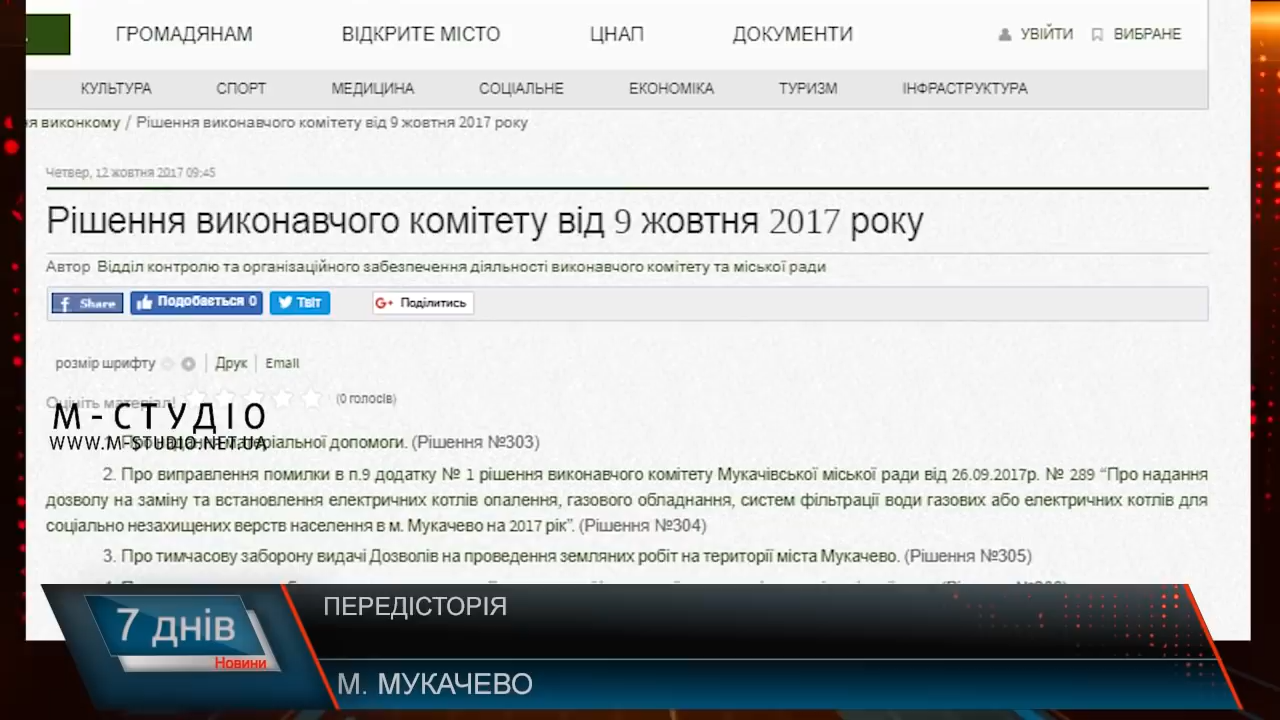 ГРОМАДЯНАМ ВІДКРИТЕ МІСТО ЦНАП ДОКУМЕНТИ УВІЙТИ ВИБРАНЕ
КУЛЬТУРА СПОРТ МЕДИЦИНА СОЦІАЛЬНЕ ЕКОНОМІКА ТУРИЗМ ІНФРАСТРУКТУРА
виконкому / Рішення виконавчого комітету від 9 жовтня 2017 року
Четвер, 12 жовтня 2017 09:45
Рішення виконавчого комітету від 9 жовтня 2017 року
Автор Відділ контролю та організаційного забезпечення діяльності виконавчого комітету та міської ради
Share Подобається 0 Твіт G+ Поділитись
розмір шрифту Друк Email
Оцініть матеріал! (0 голосів)
М-СТУДІО
WWW.M-STUDIO.NET.UA
матеріальної допомоги. (Рішення №303)
2. Про виправлення помилки в п.9 додатку № 1 рішення виконавчого комітету Мукачівської міської ради від 26.09.2017р. № 289 “Про надання
дозволу на заміну та встановлення електричних котлів опалення, газового обладнання, систем фільтрації води газових або електричних котлів для
соціально незахищених верств населення в м. Мукачево на 2017 рік”. (Рішення №304)
3. Про тимчасову заборону видачі Дозволів на проведення земляних робіт на території міста Мукачево. (Рішення №305)
7 днів
Новини
ПЕРЕДІСТОРІЯ
М. МУКАЧЕВО